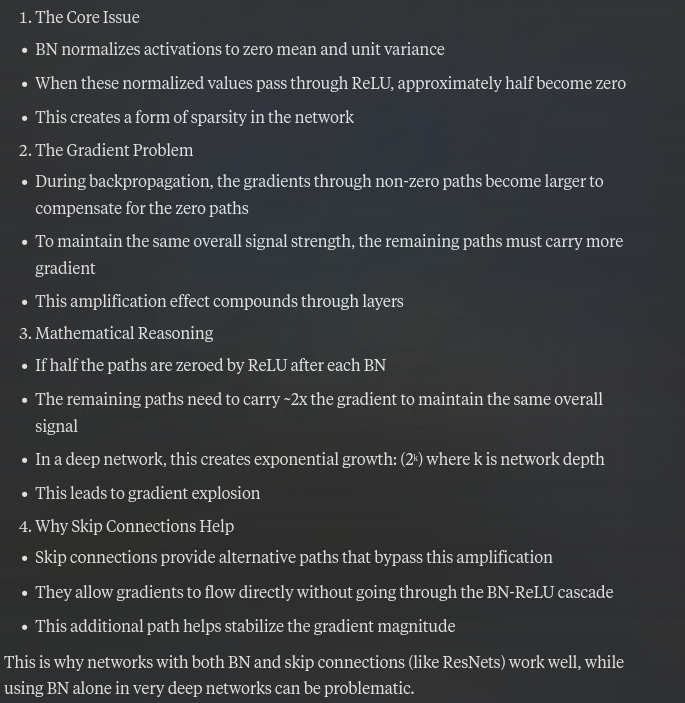 1. The Core Issue
• BN normalizes activations to zero mean and unit variance
• When these normalized values pass through ReLU, approximately half become zero
• This creates a form of sparsity in the network
2. The Gradient Problem
• During backpropagation, the gradients through non-zero paths become larger to
compensate for the zero paths
• To maintain the same overall signal strength, the remaining paths must carry more
gradient
• This amplification effect compounds through layers
3. Mathematical Reasoning
• If half the paths are zeroed by ReLU after each BN
• The remaining paths need to carry ~2x the gradient to maintain the same overall
signal
• In a deep network, this creates exponential growth: (2ᵏ) where k is network depth
• This leads to gradient explosion
4. Why Skip Connections Help
• Skip connections provide alternative paths that bypass this amplification
• They allow gradients to flow directly without going through the BN-ReLU cascade
• This additional path helps stabilize the gradient magnitude
This is why networks with both BN and skip connections (like ResNets) work well, while
using BN alone in very deep networks can be problematic.